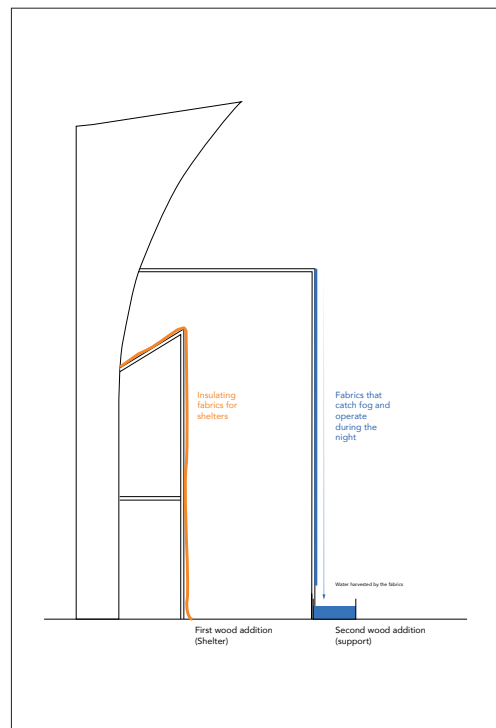 Insulating
fabrics for
shelters
Fabrics that
catch fog and
operate
during the
night
Water harvested by the fabrics
First wood addition
(Shelter)
Second wood addition
(support)